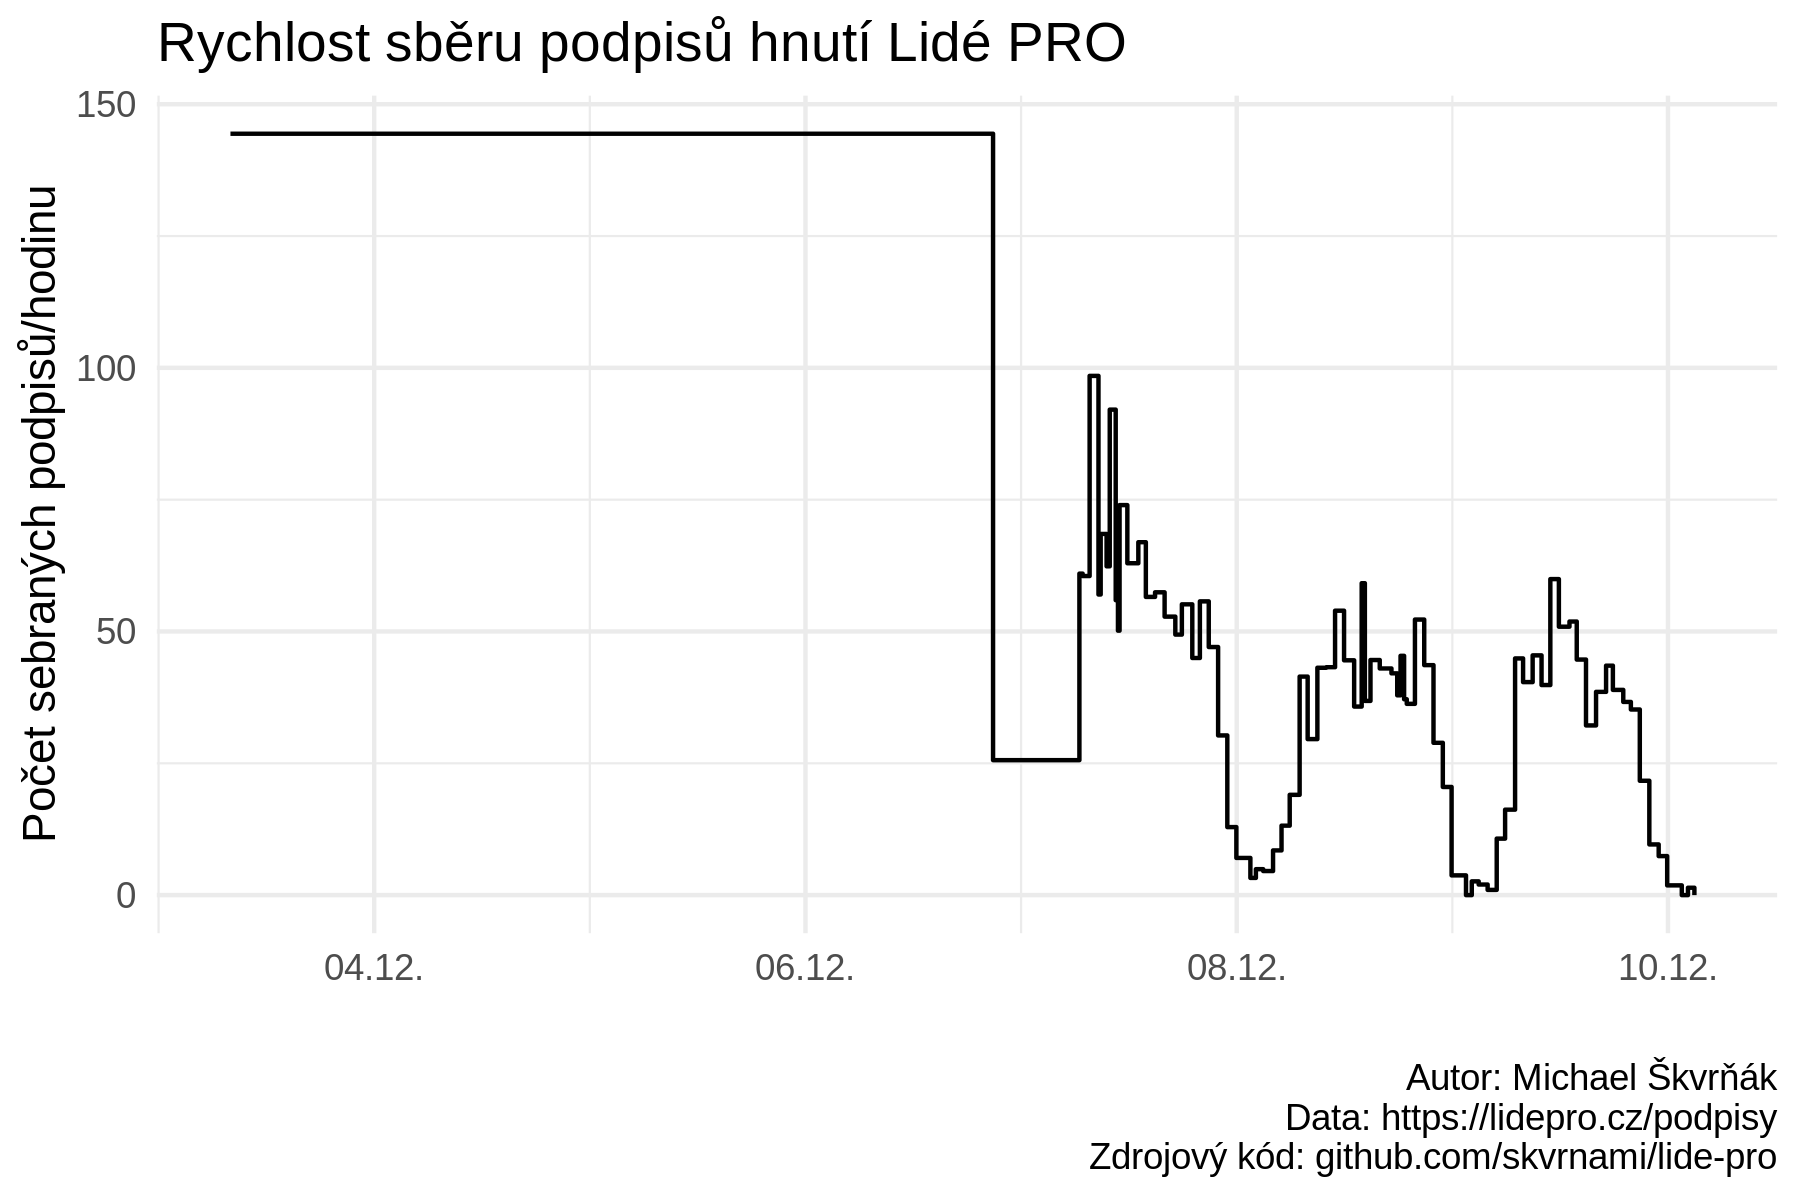 Rychlost sběru podpisů hnutí Lidé PRO
Počet sebraných podpisů/hodinu
150
100
50
0
04.12.
06.12.
08.12.
10.12.
Autor: Michael Škvrňák
Data: https://lidepro.cz/podpisy
Zdrojový kód: github.com/skvrnami/lide-pro